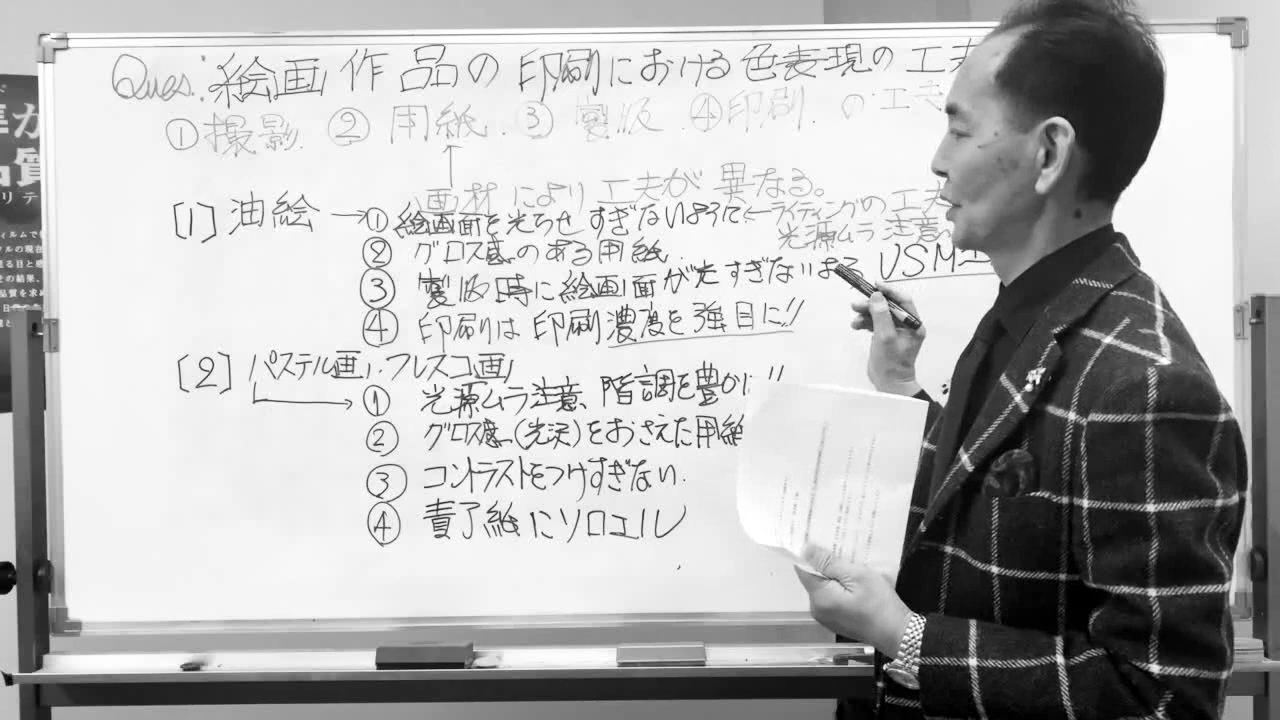 Ques: 絵画作品の印刷における色表現の工夫
①撮影. ②用紙. ③製版 ④印刷. の工夫
画材により工夫が異なる。
[1]油絵 → ①絵画面を光らせすぎないように ← ライティングの工夫
光源ムラ注意
②グロス感のある用紙.
③製版時に絵画面が光すぎないよう USM
④印刷は印刷濃度を強目に!!
[2]パステル画・フレスコ画
①光源ムラ注意、階調を豊かに!!
②グロス感(光沢)をおさえた用紙
③コントラストをつけすぎない.
④責了紙にソロエル